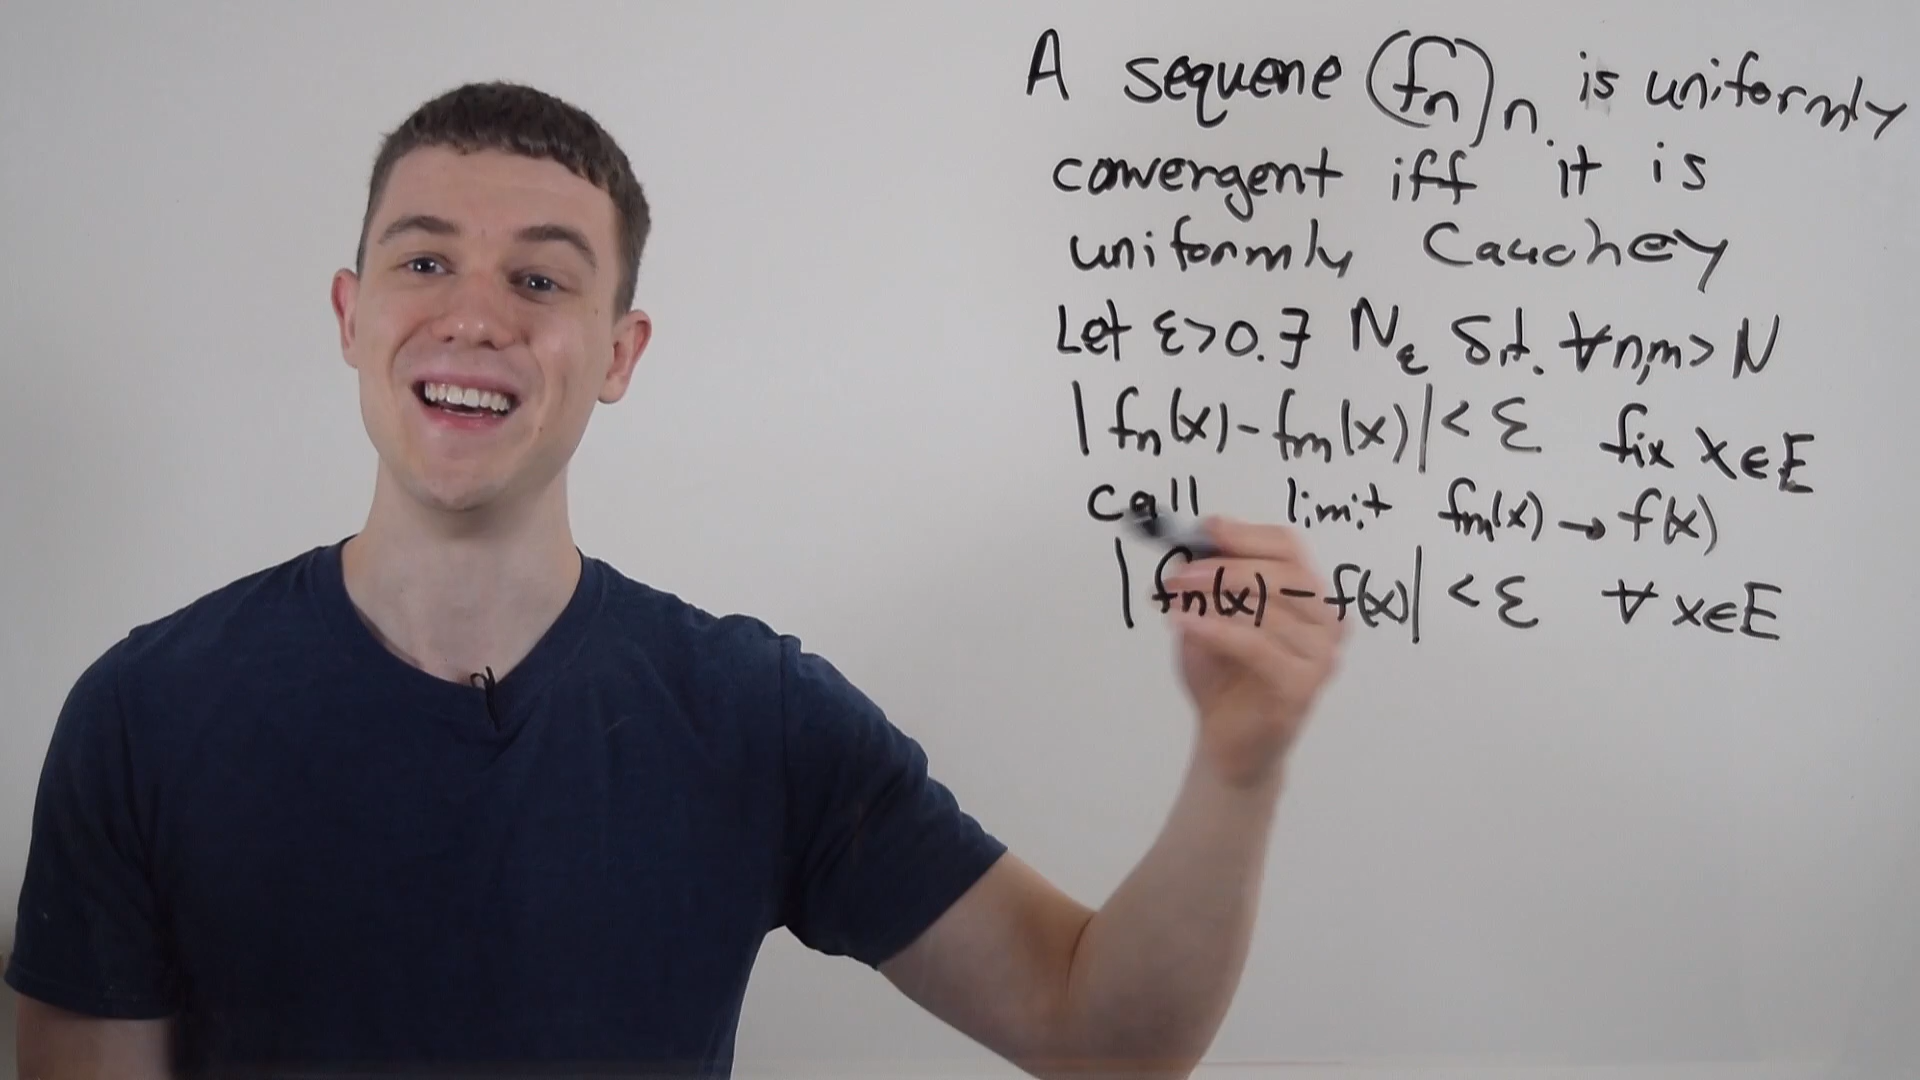 A sequene (fn)n is uniformly
convergent iff it is
uniformly Cauchey
Let ε>0. ∃ Nε s.t. ∀n,m> N
|fn(x)-fm(x)|< ε fix x∈E
call limit fm(x)→f(x)
|fn(x)-f(x)| < ε ∀ x∈E